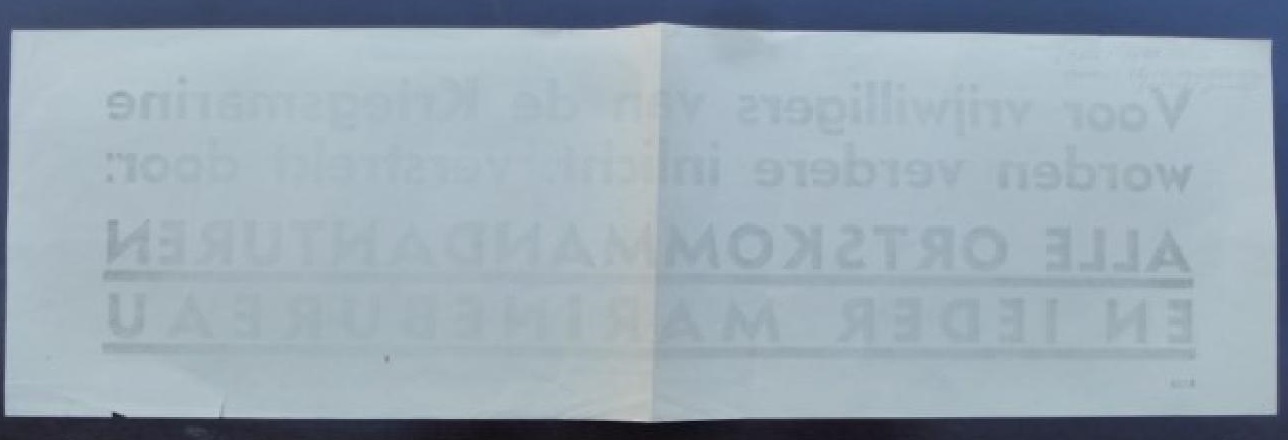 Voor vrijwilligers van de Kriegsmarine
worden verdere inlicht. verstrekt door:
ALLE ORTSKOMMANDANTUREN
EN IEDER MARINEBUREAU